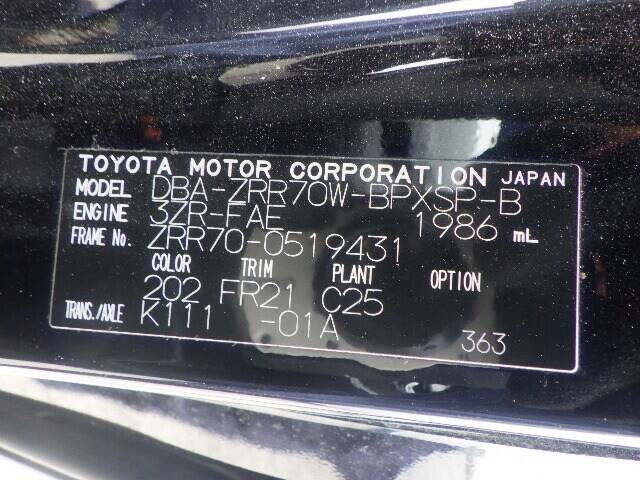 TOYOTA MOTOR CORPORATION JAPAN
MODEL DBA-ZRR70W-BPXSP-B
ENGINE 3ZR-FAE 1986 mL
FRAME No. ZRR70-0519431
COLOR TRIM PLANT OPTION
202 FR21 C25
TRANS./AXLE K111 -01A
363